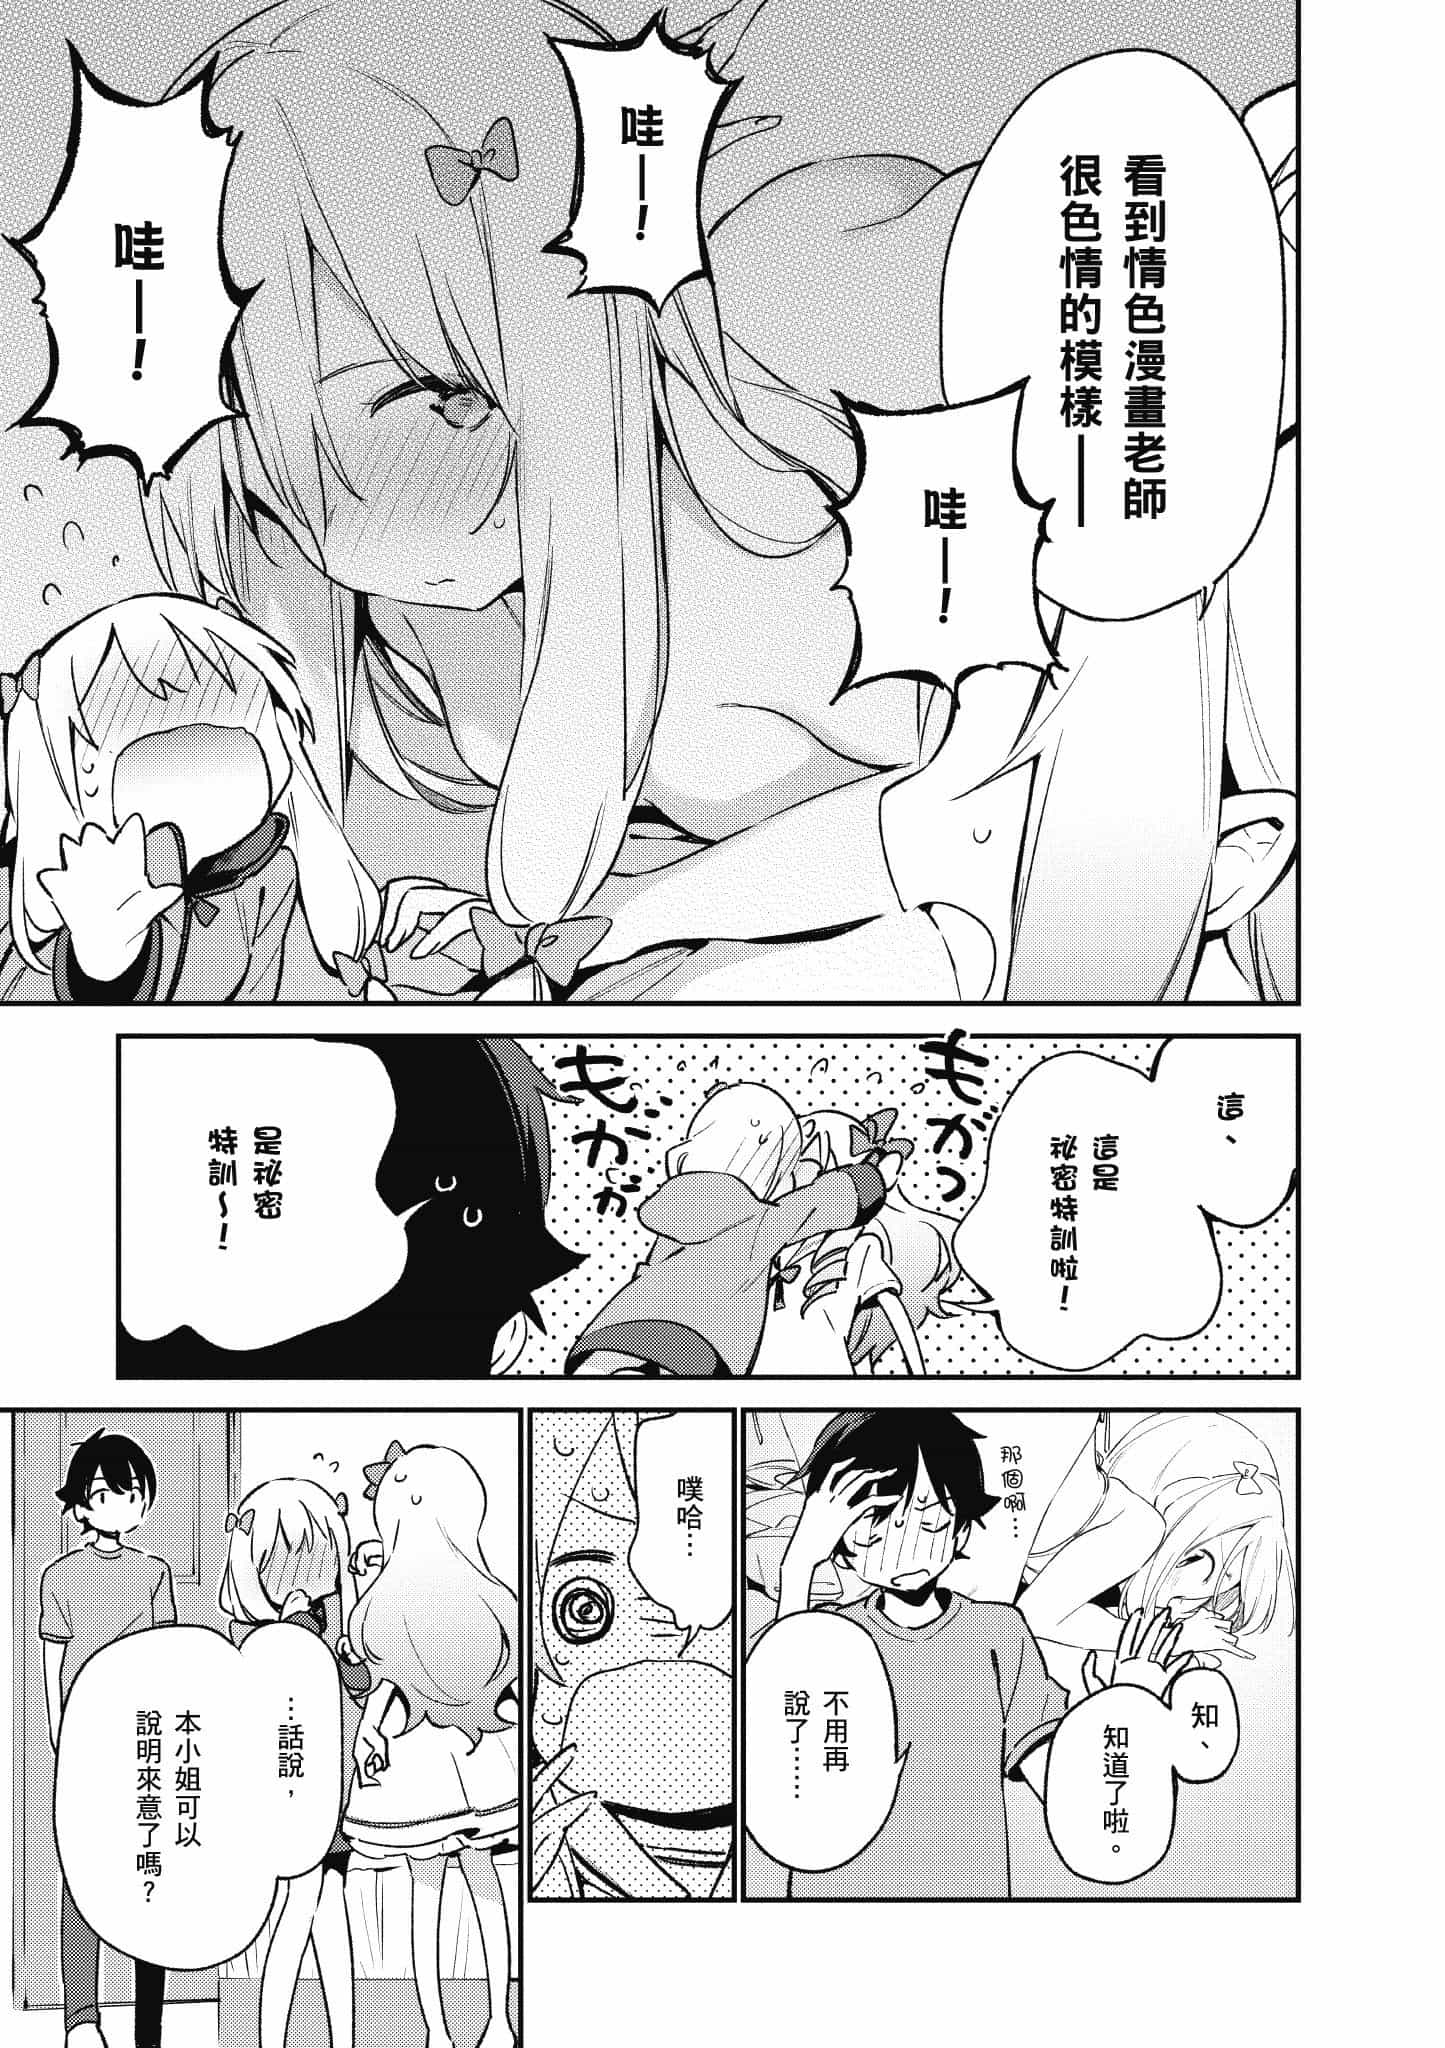 看到情色漫畫老師
很色情的模樣——
哇—！
哇—！
哇—！
這、
這是
祕密特訓啦！
もがっ
もががが
是祕密
特訓～！
知、
知道了啦。
那個啊…
不用再
說了……
噗哈…
…話說，
本小姐可以
說明來意了嗎？